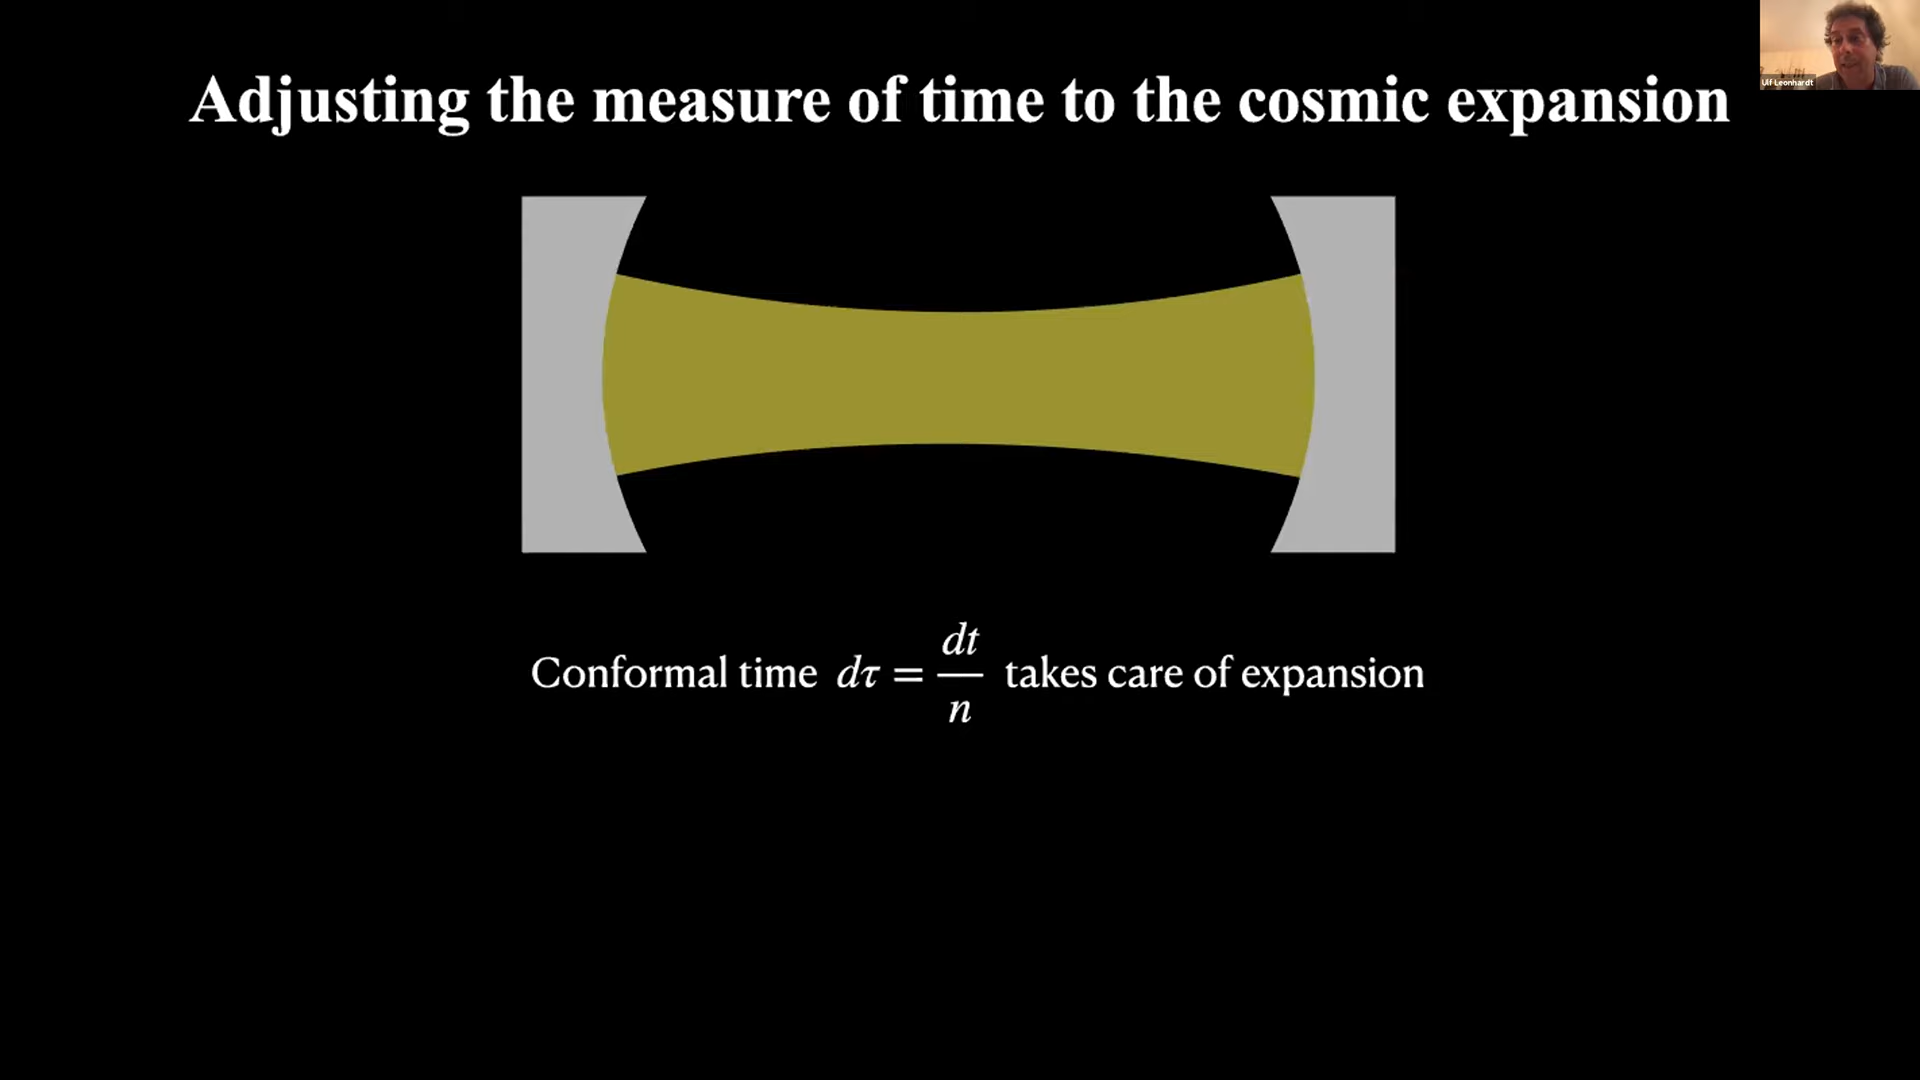 Ulf Leonhardt
Adjusting the measure of time to the cosmic expansion
Conformal time dτ = dt/n takes care of expansion